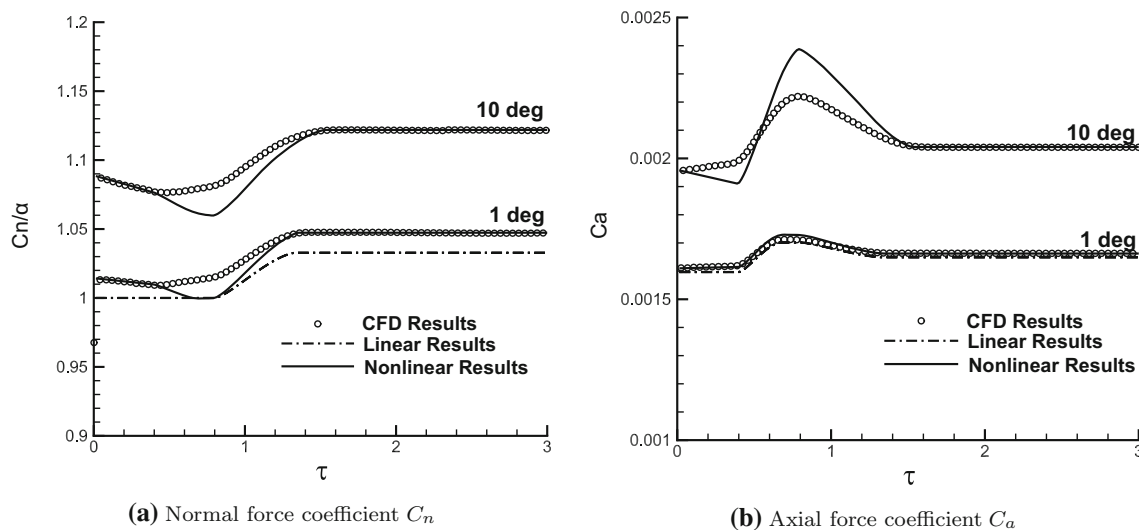 1.2
1.15
1.1
1.05
1
0.95
0.9
Cn/α
10 deg
1 deg
CFD Results
Linear Results
Nonlinear Results
0
1
2
3
τ
(a) Normal force coefficient Cn
0.0025
0.002
0.0015
0.001
Ca
10 deg
1 deg
CFD Results
Linear Results
Nonlinear Results
0
1
2
3
τ
(b) Axial force coefficient Ca